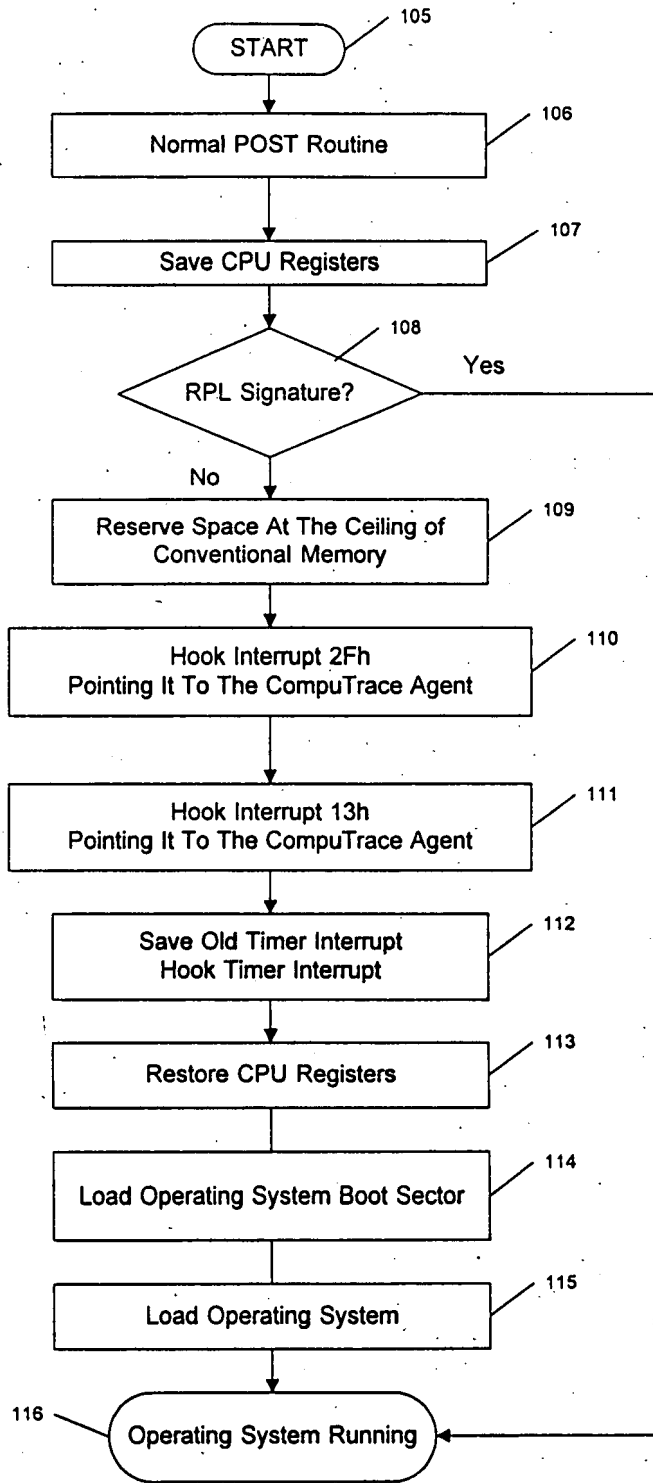 105
START
106
Normal POST Routine
107
Save CPU Registers
108
RPL Signature?
Yes
No
109
Reserve Space At The Ceiling of
Conventional Memory
110
Hook Interrupt 2Fh
Pointing It To The CompuTrace Agent
111
Hook Interrupt 13h
Pointing It To The CompuTrace Agent
112
Save Old Timer Interrupt
Hook Timer Interrupt
113
Restore CPU Registers
114
Load Operating System Boot Sector
115
Load Operating System
116
Operating System Running